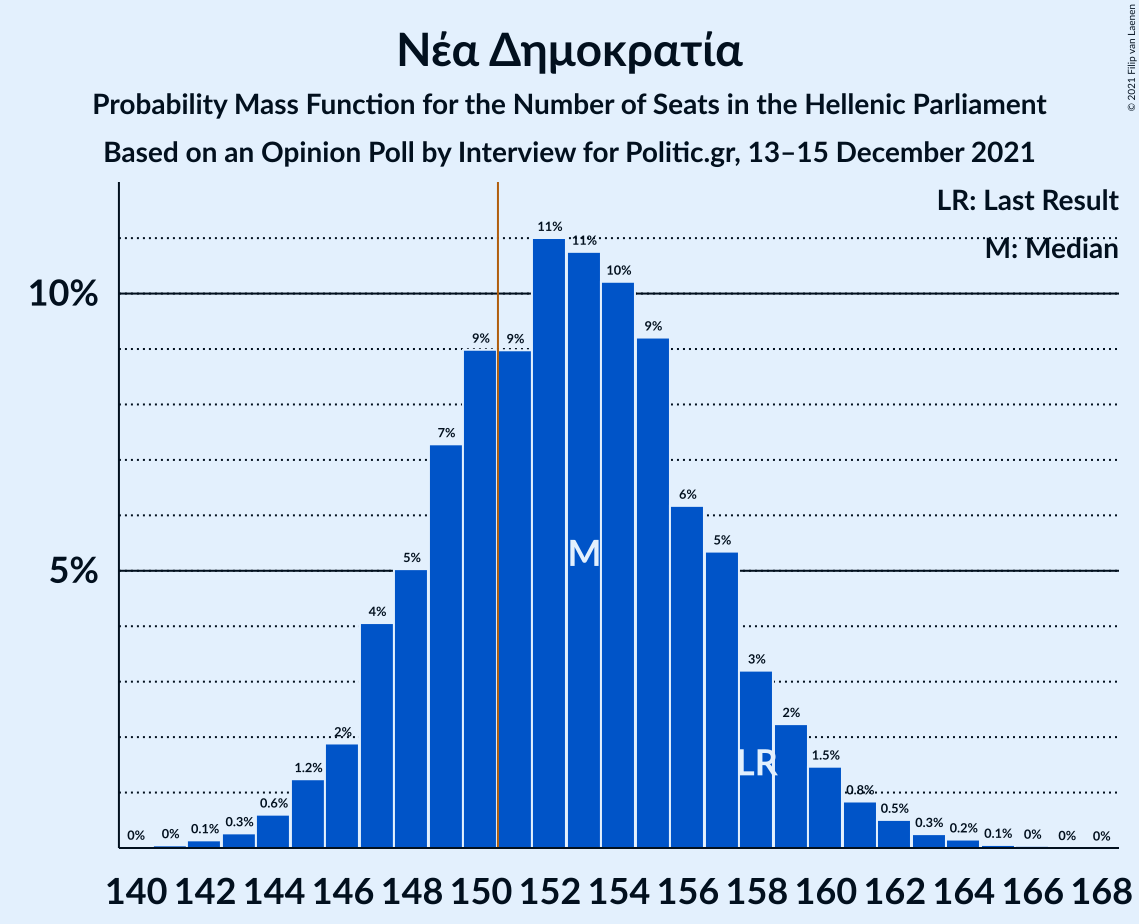 Νέα Δημοκρατία
Probability Mass Function for the Number of Seats in the Hellenic Parliament
Based on an Opinion Poll by Interview for Politic.gr, 13–15 December 2021
© 2021 Filip van Laenen
LR: Last Result
M: Median
10%
5%
0% 0% 0.1% 0.3% 0.6% 1.2% 2% 4% 5% 7% 9% 9% 11% 11% 10% 9% 6% 5% 3% 2% 1.5% 0.8% 0.5% 0.3% 0.2% 0.1% 0% 0% 0%
M
LR
140 142 144 146 148 150 152 154 156 158 160 162 164 166 168